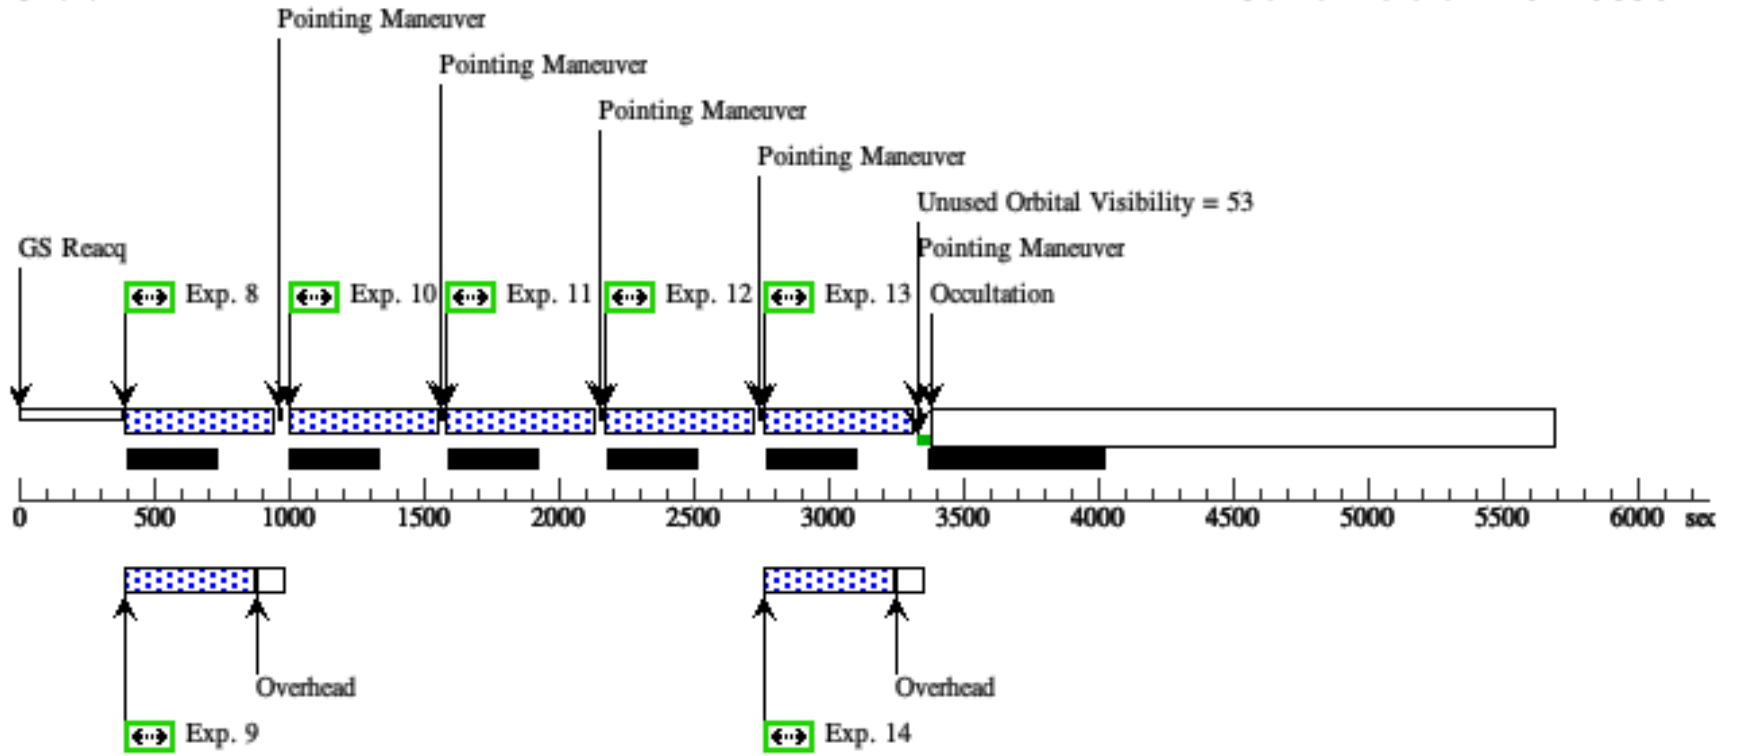 Pointing Maneuver
Pointing Maneuver
Pointing Maneuver
Pointing Maneuver
Unused Orbital Visibility = 53
GS Reacq
Pointing Maneuver
Exp. 8
Exp. 10
Exp. 11
Exp. 12
Exp. 13
Occultation
0 500 1000 1500 2000 2500 3000 3500 4000 4500 5000 5500 6000 sec
Overhead
Overhead
Exp. 9
Exp. 14